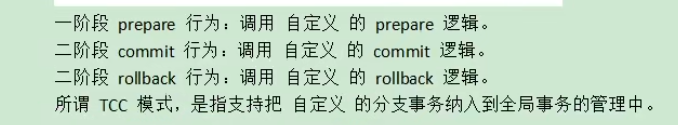 一阶段 prepare 行为：调用 自定义 的 prepare 逻辑。
二阶段 commit 行为：调用 自定义 的 commit 逻辑。
二阶段 rollback 行为：调用 自定义 的 rollback 逻辑。
所谓 TCC 模式，是指支持把 自定义 的分支事务纳入到全局事务的管理中。